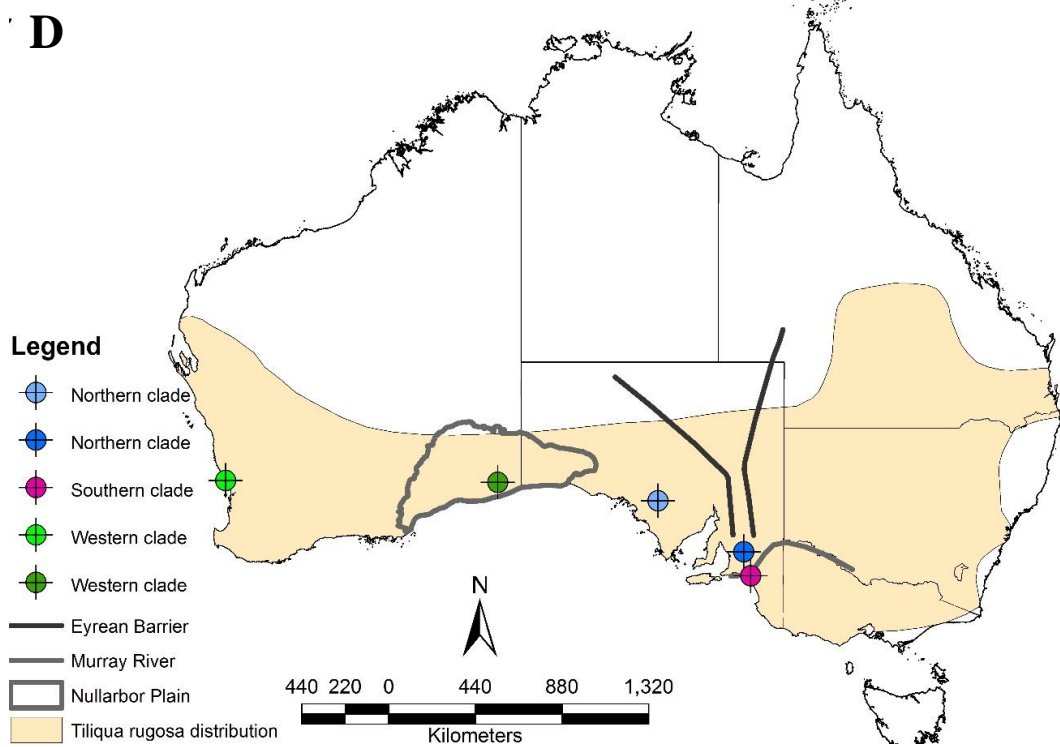 D
Legend
Northern clade
Northern clade
Southern clade
Western clade
Western clade
Eyrean Barrier
Murray River
Nullarbor Plain
Tiliqua rugosa distribution
N
440 220 0 440 880 1,320
Kilometers